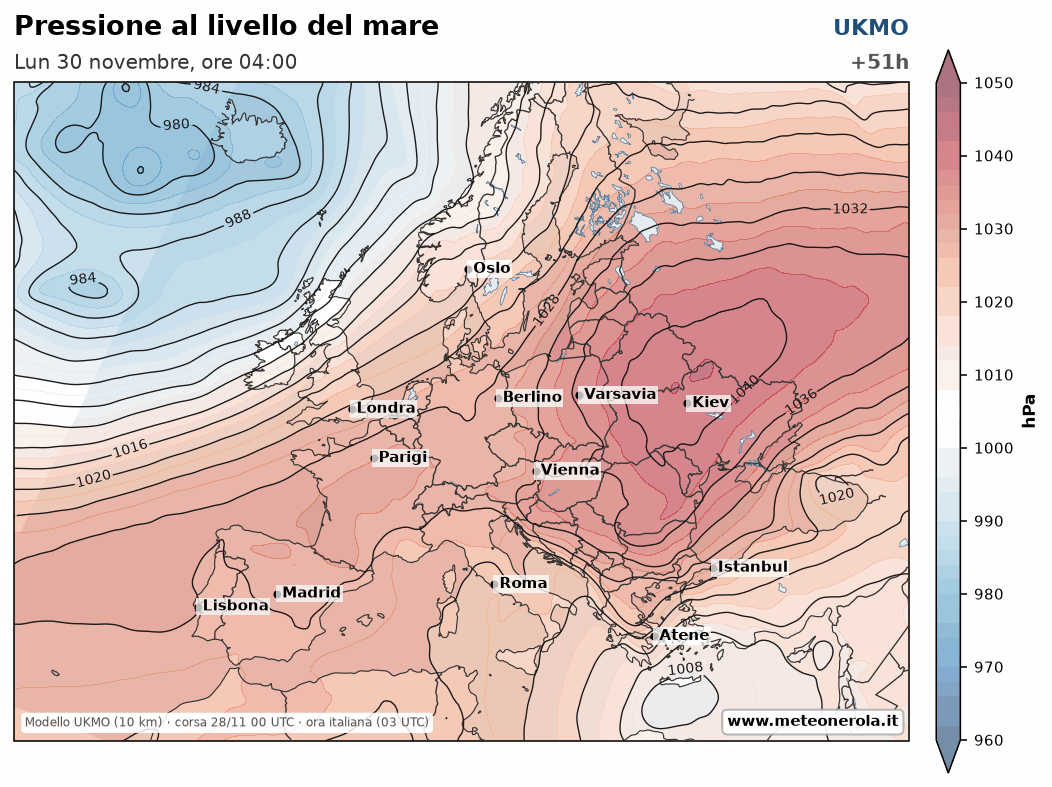 Pressione al livello del mare
UKMO
Lun 30 novembre, ore 04:00
+51h
984
980
988
984
1032
1028
1040
1036
1016
1020
1020
1008
Oslo
Londra
Berlino
Varsavia
Kiev
Parigi
Vienna
Madrid
Lisbona
Roma
Istanbul
Atene
Modello UKMO (10 km) · corsa 28/11 00 UTC · ora italiana (03 UTC)
www.meteonerola.it
1050
1040
1030
1020
1010
1000
990
980
970
960
hPa